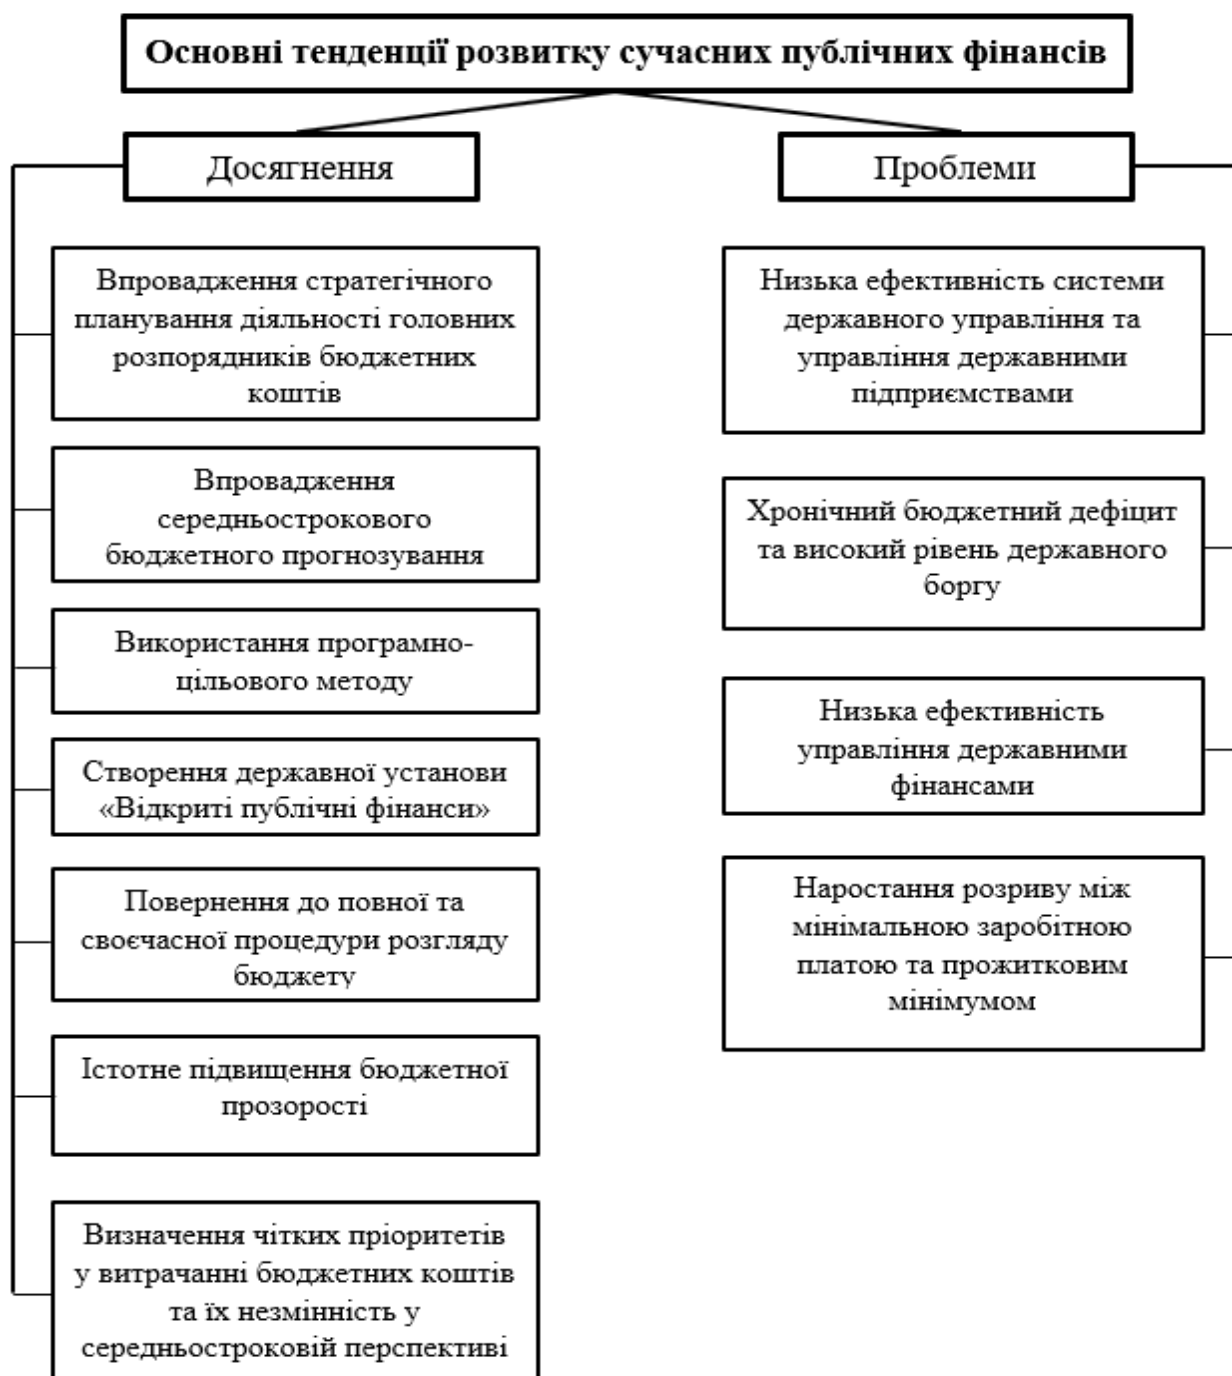 Основні тенденції розвитку сучасних публічних фінансів
Досягнення
Впровадження стратегічного
планування діяльності головних
розпорядників бюджетних
коштів
Впровадження
середньострокового
бюджетного прогнозування
Використання програмно-
цільового методу
Створення державної установи
«Відкриті публічні фінанси»
Повернення до повної та
своєчасної процедури розгляду
бюджету
Істотне підвищення бюджетної
прозорості
Визначення чітких пріоритетів
у витрачанні бюджетних коштів
та їх незмінність у
середньостроковій перспективі
Проблеми
Низька ефективність системи
державного управління та
управління державними
підприємствами
Хронічний бюджетний дефіцит
та високий рівень державного
боргу
Низька ефективність
управління державними
фінансами
Наростання розриву між
мінімальною заробітною
платою та прожитковим
мінімумом